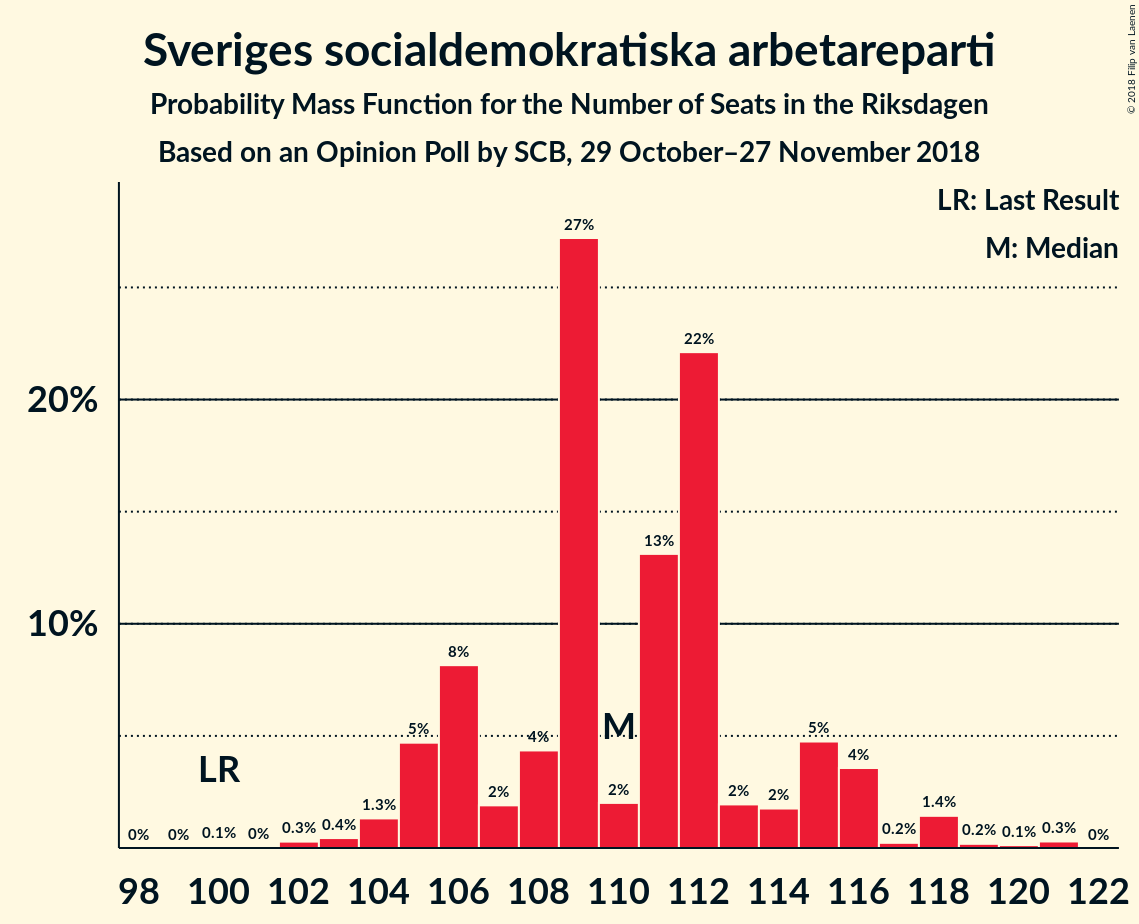 Sveriges socialdemokratiska arbetareparti
Probability Mass Function for the Number of Seats in the Riksdagen
Based on an Opinion Poll by SCB, 29 October–27 November 2018
© 2018 Filip van Laenen
LR: Last Result
M: Median
20%
10%
0% 0% 0.1% 0% 0.3% 0.4% 1.3% 5% 8% 2% 4% 27% 2% 13% 22% 2% 2% 5% 4% 0.2% 1.4% 0.2% 0.1% 0.3% 0%
LR
M
98 100 102 104 106 108 110 112 114 116 118 120 122